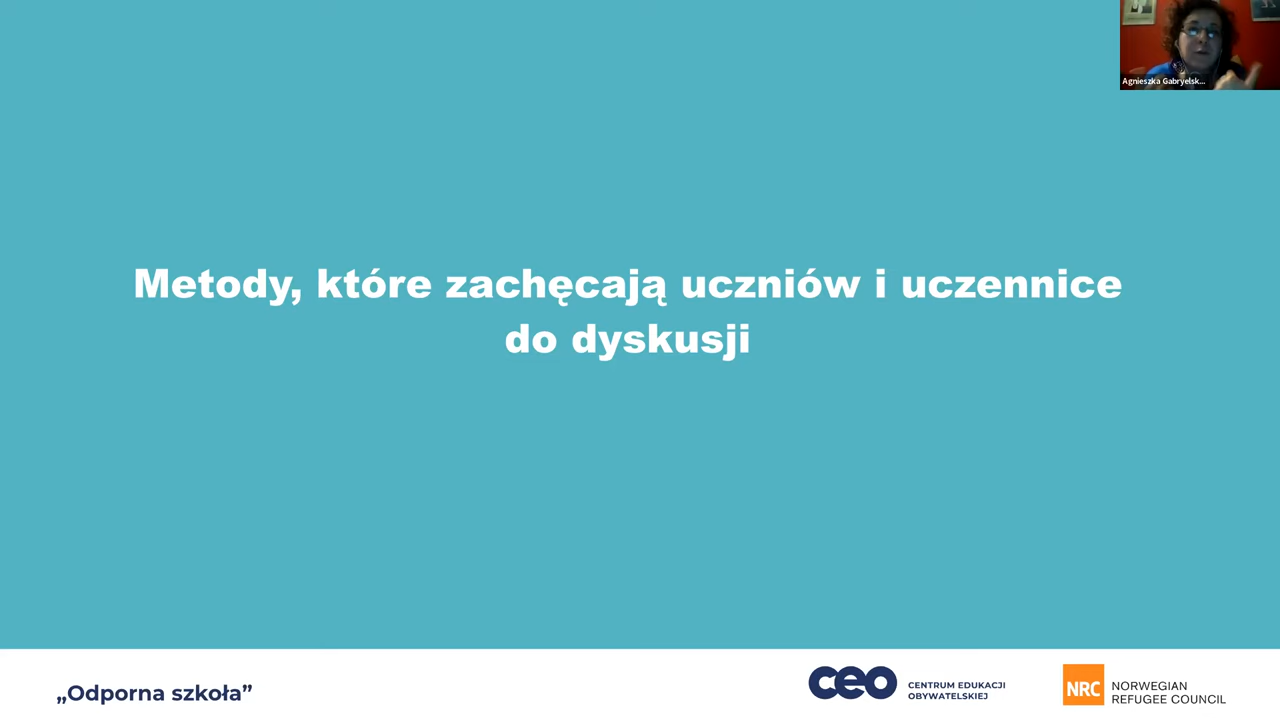 Agnieszka Gabryelsk...
Metody, które zachęcają uczniów i uczennice
do dyskusji
„Odporna szkoła”
ceo
CENTRUM EDUKACJI
OBYWATELSKIEJ
NRC
NORWEGIAN
REFUGEE COUNCIL